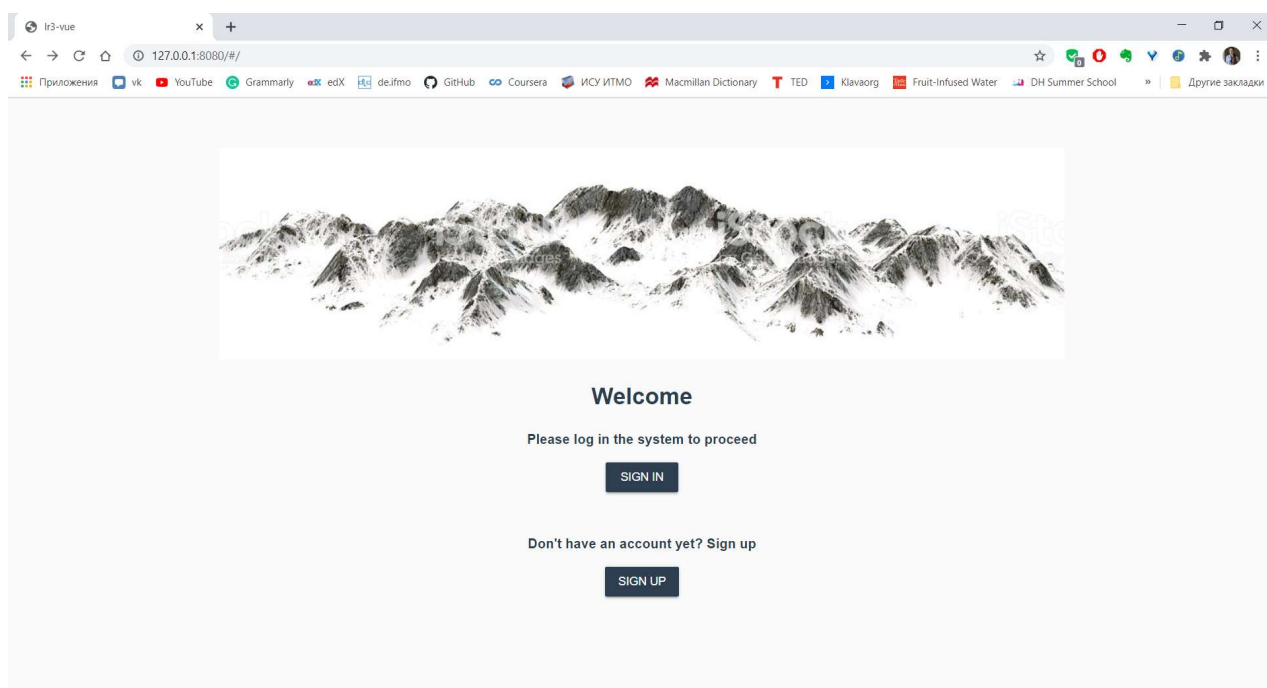 lr3-vue
127.0.0.1:8080/#/
Приложения vk YouTube Grammarly edX de.ifmo GitHub Coursera ИСУ ИТМО Macmillan Dictionary TED Klavaorg Fruit-Infused Water DH Summer School » Другие закладки
iStock
Welcome
Please log in the system to proceed
SIGN IN
Don't have an account yet? Sign up
SIGN UP